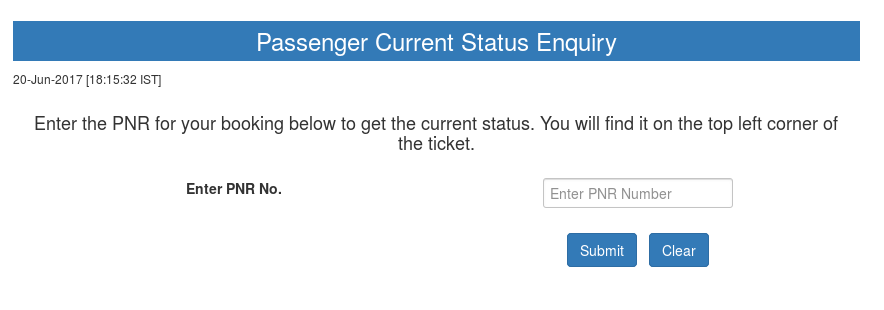 Passenger Current Status Enquiry
20-Jun-2017 [18:15:32 IST]
Enter the PNR for your booking below to get the current status. You will find it on the top left corner of
the ticket.
Enter PNR No.
Enter PNR Number
Submit
Clear